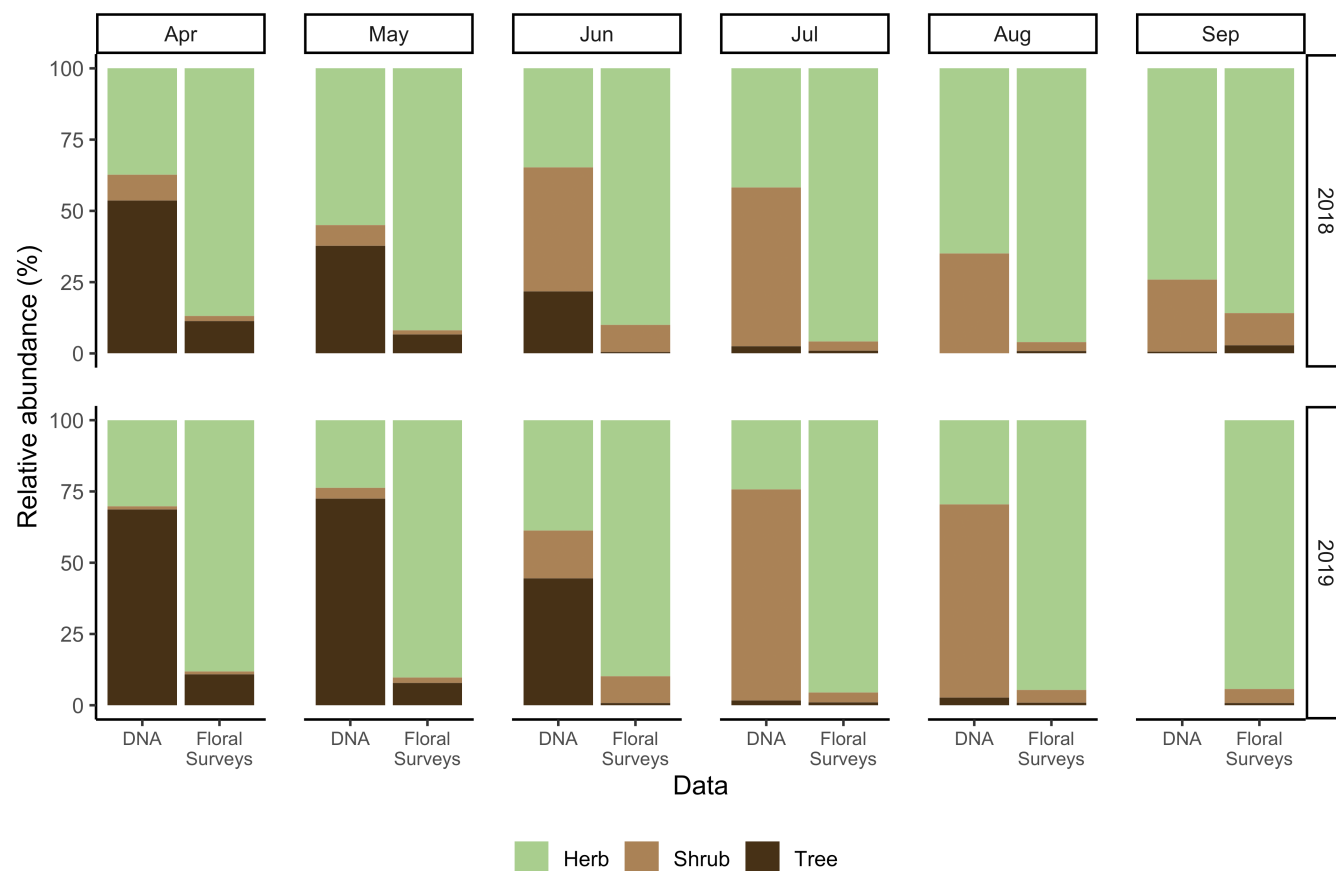 Apr May Jun Jul Aug Sep
100
75
50
25
0
2018
100
75
50
25
0
2019
Relative abundance (%)
DNA Floral Surveys DNA Floral Surveys DNA Floral Surveys DNA Floral Surveys DNA Floral Surveys DNA Floral Surveys
Data
Herb Shrub Tree